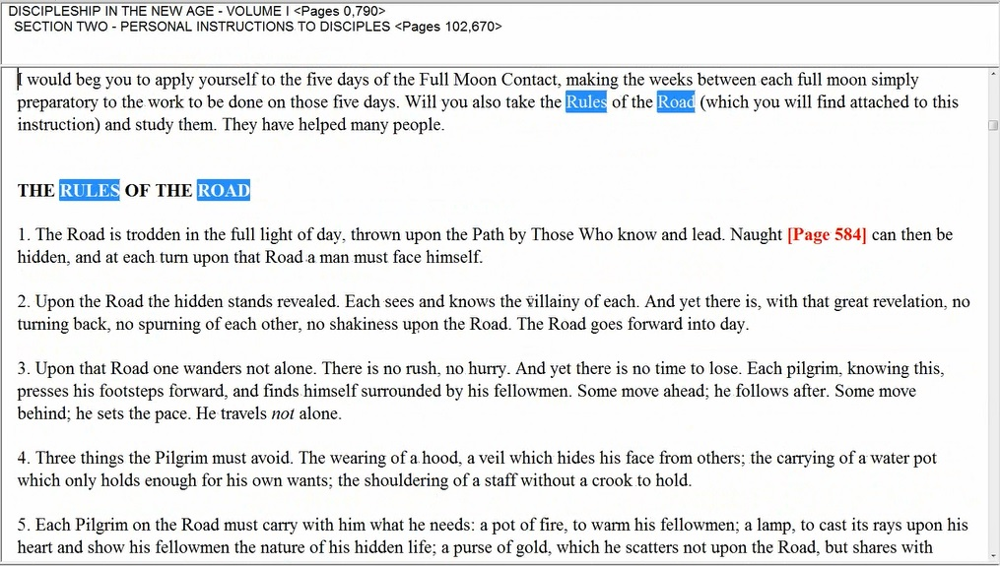 DISCIPLESHIP IN THE NEW AGE - VOLUME I <Pages 0,790>
SECTION TWO - PERSONAL INSTRUCTIONS TO DISCIPLES <Pages 102,670>
I would beg you to apply yourself to the five days of the Full Moon Contact, making the weeks between each full moon simply
preparatory to the work to be done on those five days. Will you also take the Rules of the Road (which you will find attached to this
instruction) and study them. They have helped many people.
THE RULES OF THE ROAD
1. The Road is trodden in the full light of day, thrown upon the Path by Those Who know and lead. Naught [Page 584] can then be
hidden, and at each turn upon that Road a man must face himself.
2. Upon the Road the hidden stands revealed. Each sees and knows the villainy of each. And yet there is, with that great revelation, no
turning back, no spurning of each other, no shakiness upon the Road. The Road goes forward into day.
3. Upon that Road one wanders not alone. There is no rush, no hurry. And yet there is no time to lose. Each pilgrim, knowing this,
presses his footsteps forward, and finds himself surrounded by his fellowmen. Some move ahead; he follows after. Some move
behind; he sets the pace. He travels not alone.
4. Three things the Pilgrim must avoid. The wearing of a hood, a veil which hides his face from others; the carrying of a water pot
which only holds enough for his own wants; the shouldering of a staff without a crook to hold.
5. Each Pilgrim on the Road must carry with him what he needs: a pot of fire, to warm his fellowmen; a lamp, to cast its rays upon his
heart and show his fellowmen the nature of his hidden life; a purse of gold, which he scatters not upon the Road, but shares with